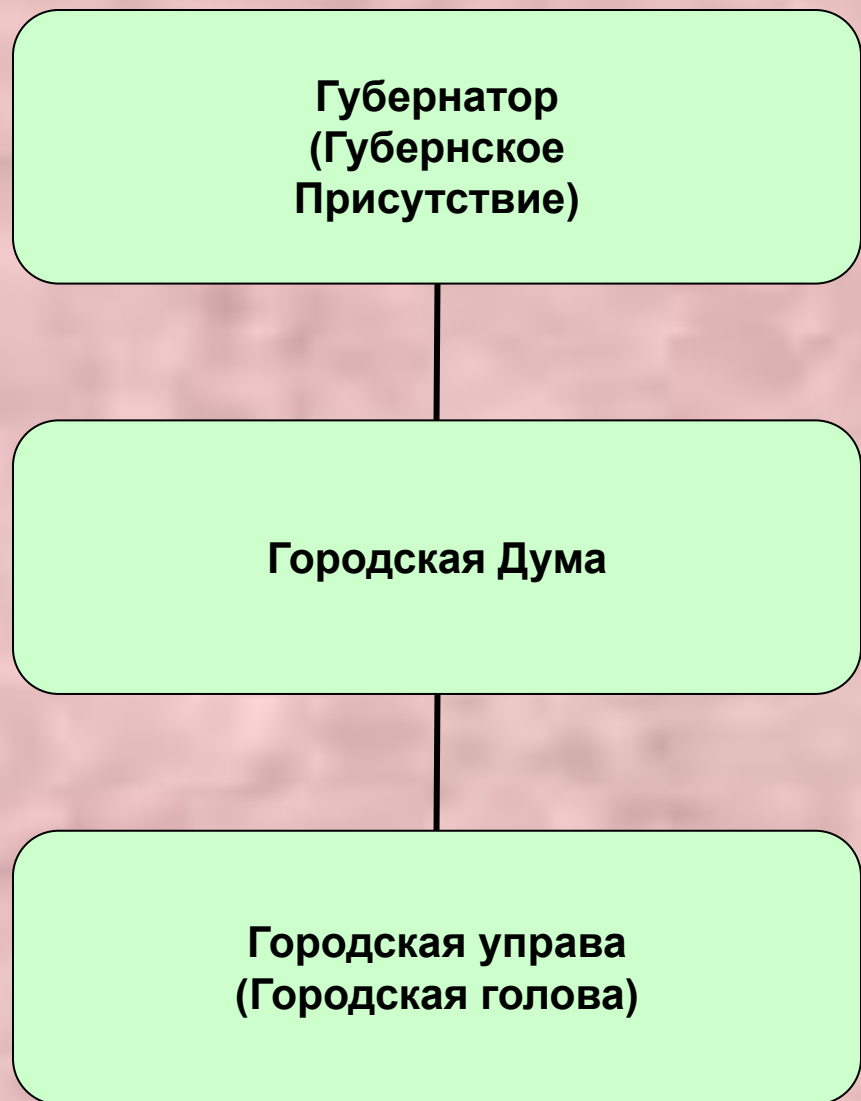 Губернатор
(Губернское
Присутствие)
Городская Дума
Городская управа
(Городская голова)